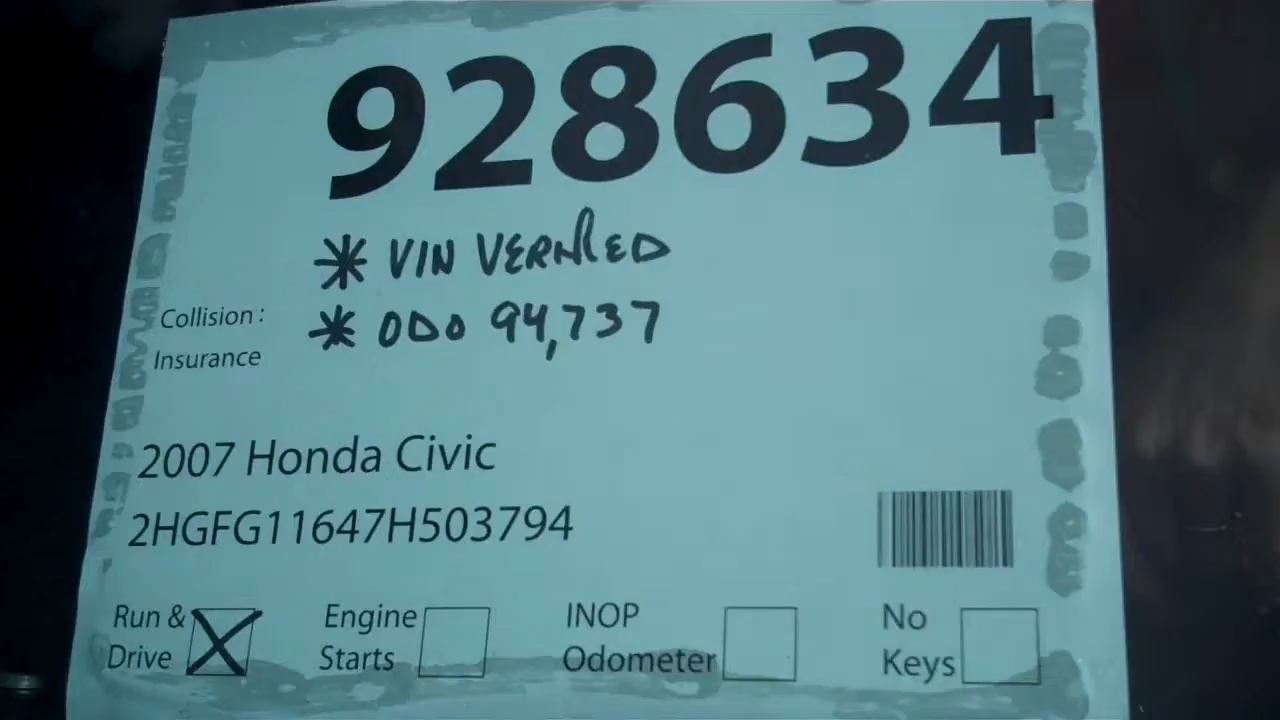 928634
* VIN VERIFIED
* ODO 94,737
Collision:
Insurance
2007 Honda Civic
2HGFG11647H503794
Run & Drive
Engine Starts
INOP Odometer
No Keys